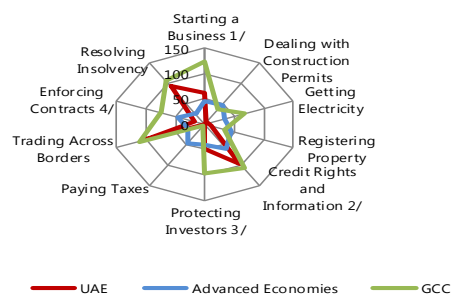 Starting a
Business 1/
Dealing with
Construction
Permits
Getting
Electricity
Registering
Property
Credit Rights
and
Information 2/
Protecting
Investors 3/
Paying Taxes
Trading Across
Borders
Enforcing
Contracts 4/
Resolving
Insolvency
150
100
50
0
UAE
Advanced Economies
GCC